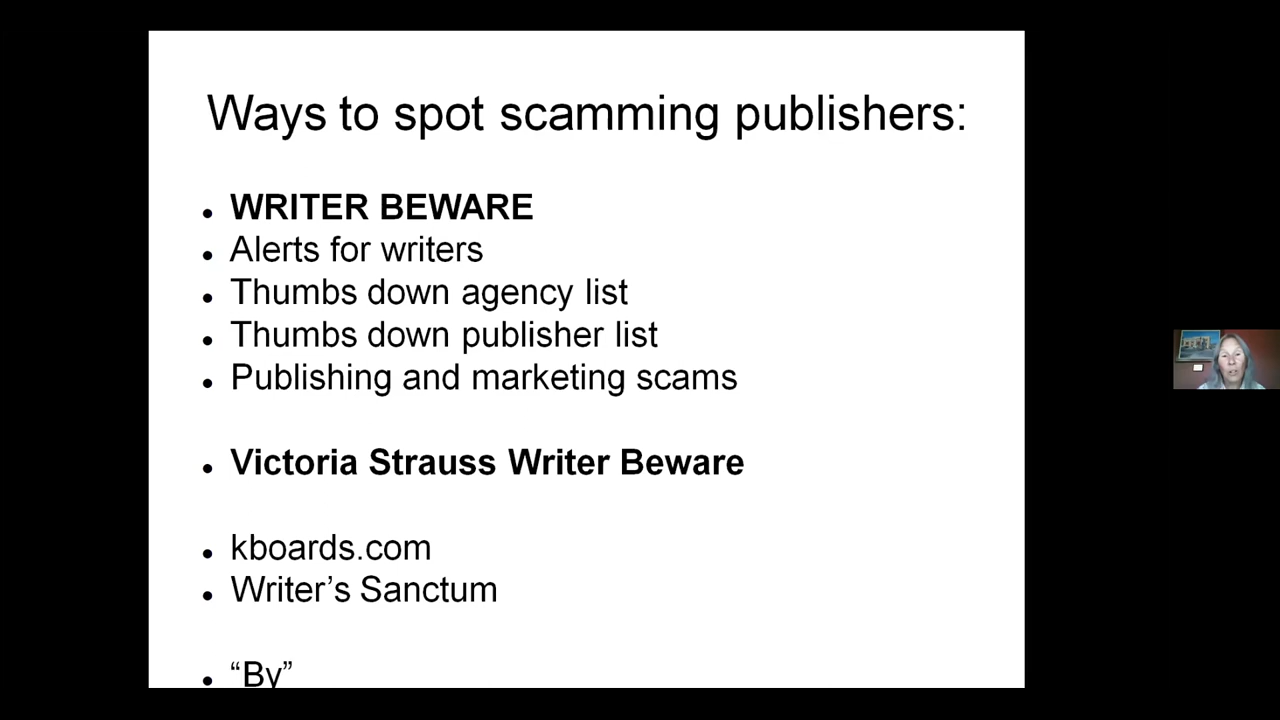 Ways to spot scamming publishers:
WRITER BEWARE
Alerts for writers
Thumbs down agency list
Thumbs down publisher list
Publishing and marketing scams
Victoria Strauss Writer Beware
kboards.com
Writer’s Sanctum
“By”